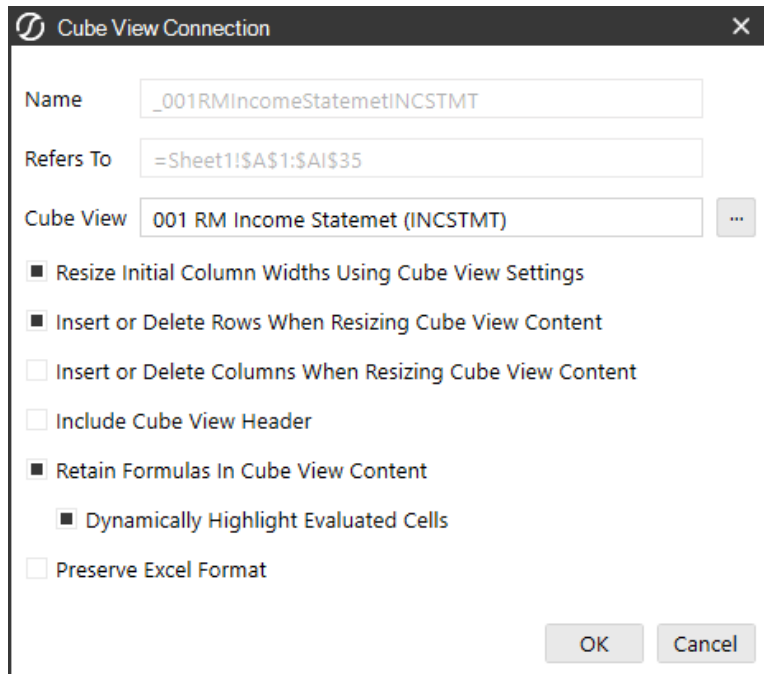 Cube View Connection
Name _001RMIncomeStatemetINCSTMT
Refers To =Sheet1!$A$1:$AI$35
Cube View 001 RM Income Statemet (INCSTMT) ...
Resize Initial Column Widths Using Cube View Settings
Insert or Delete Rows When Resizing Cube View Content
Insert or Delete Columns When Resizing Cube View Content
Include Cube View Header
Retain Formulas In Cube View Content
Dynamically Highlight Evaluated Cells
Preserve Excel Format
OK Cancel